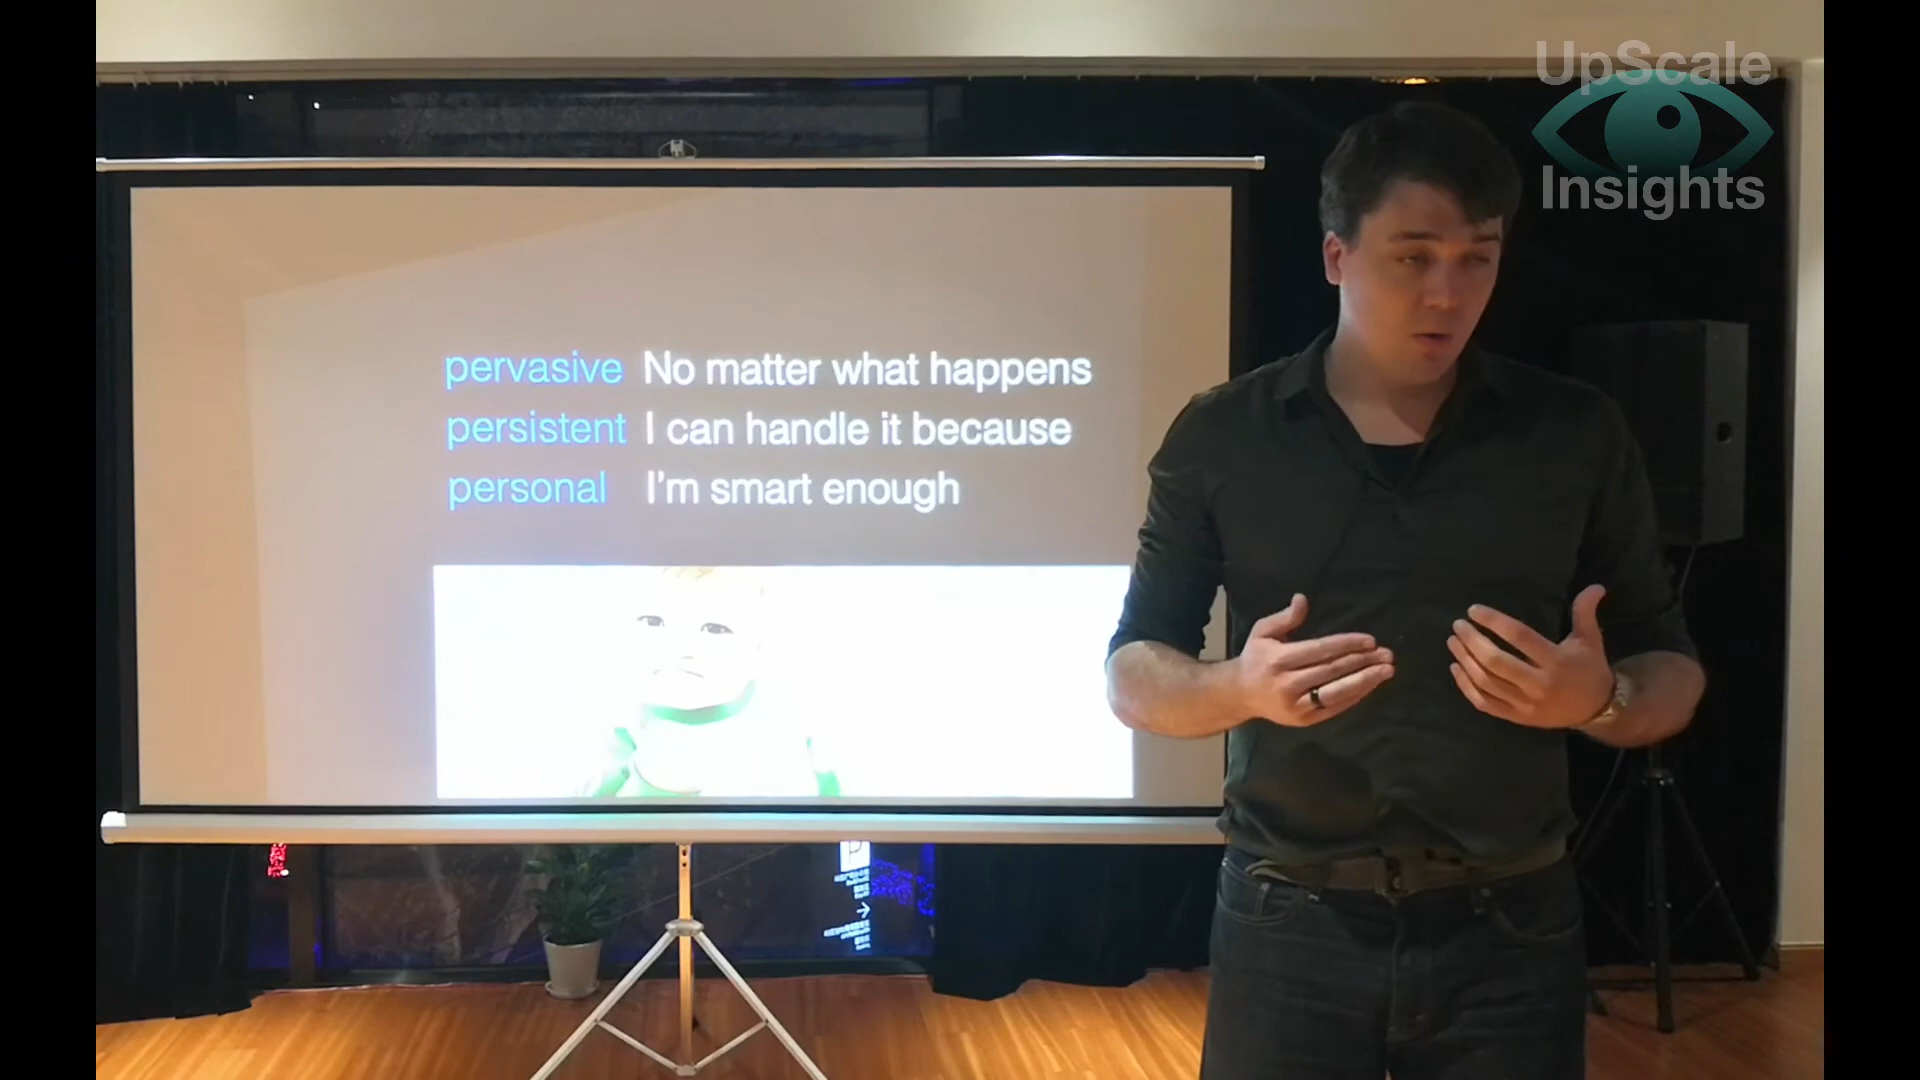 UpScale
Insights
pervasive No matter what happens
persistent I can handle it because
personal I'm smart enough
P